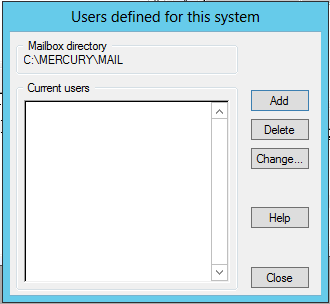 Users defined for this system
Mailbox directory
C:\MERCURY\MAIL
Current users
Add
Delete
Change...
Help
Close